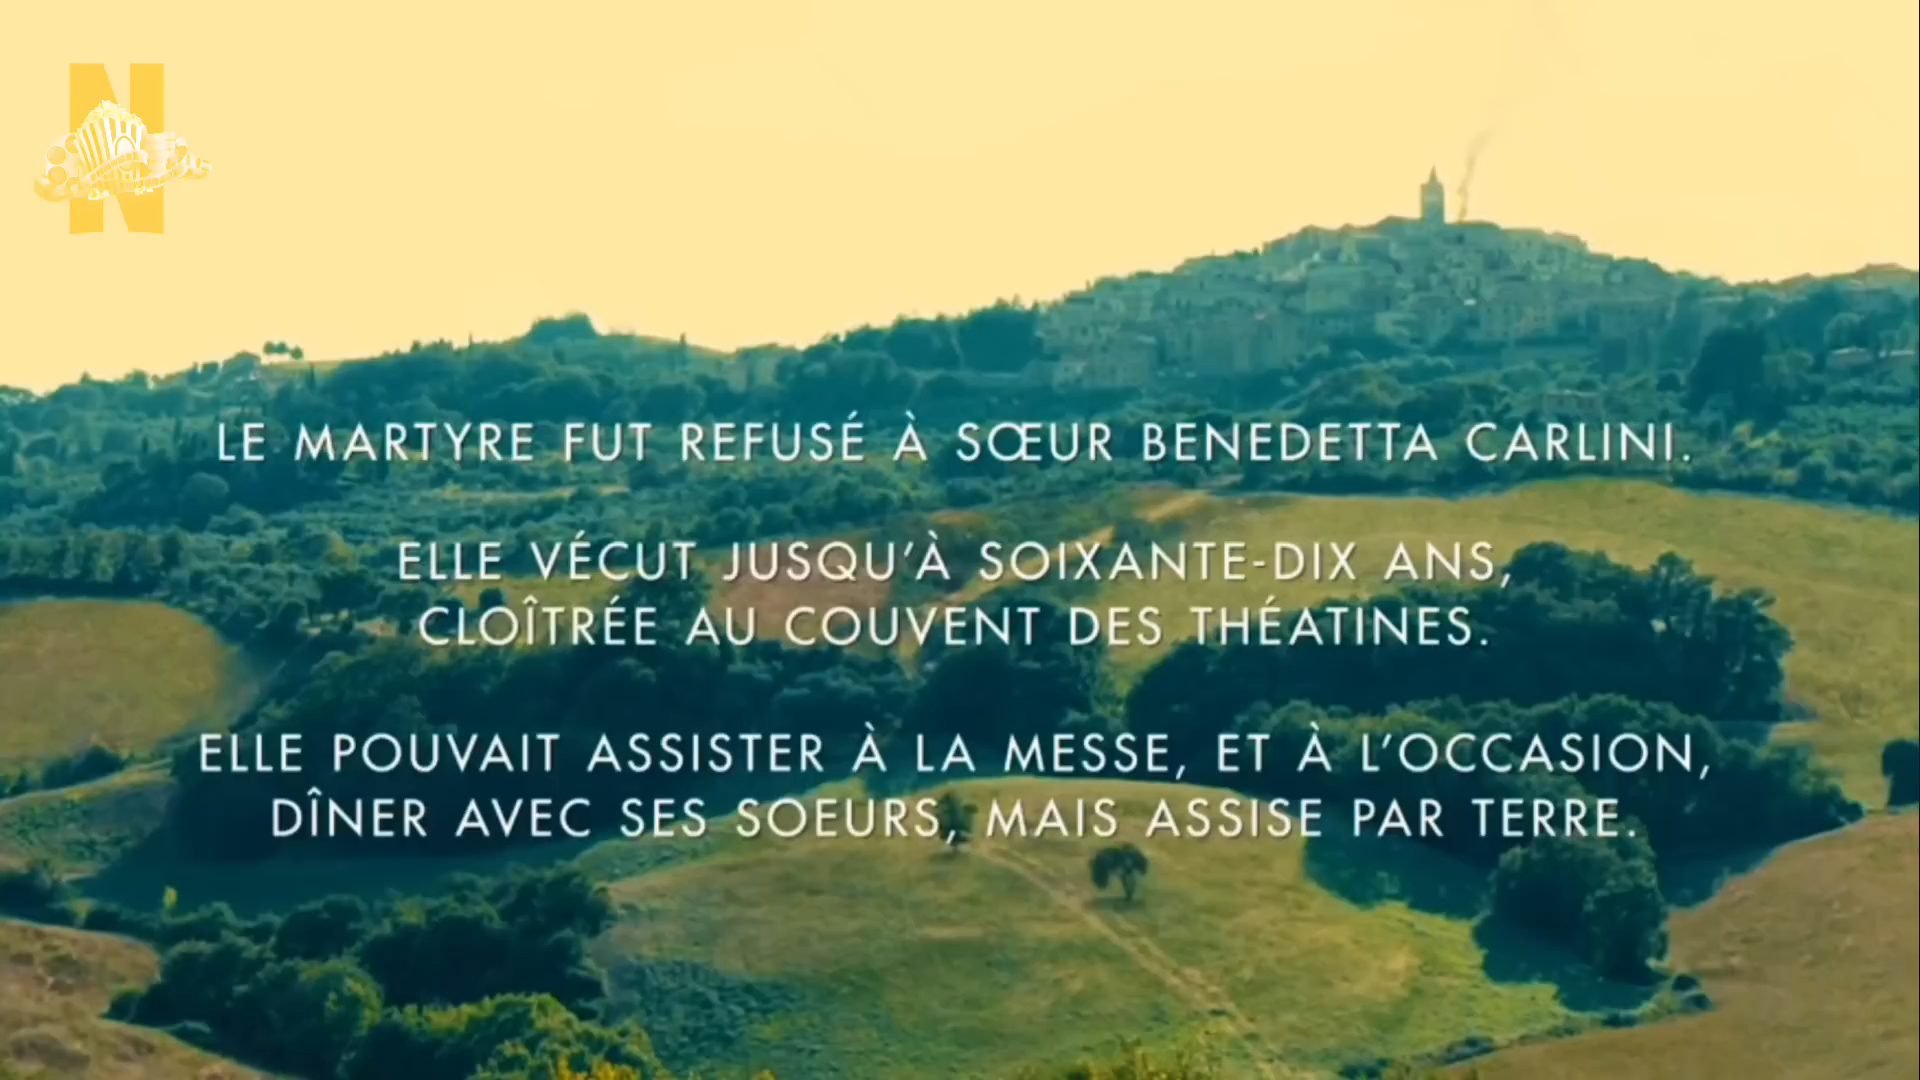 N
LE MARTYRE FUT REFUSÉ À SŒUR BENEDETTA CARLINI.
ELLE VÉCUT JUSQU'À SOIXANTE-DIX ANS,
CLOÎTRÉE AU COUVENT DES THÉATINES.
ELLE POUVAIT ASSISTER À LA MESSE, ET À L'OCCASION,
DÎNER AVEC SES SOEURS, MAIS ASSISE PAR TERRE.